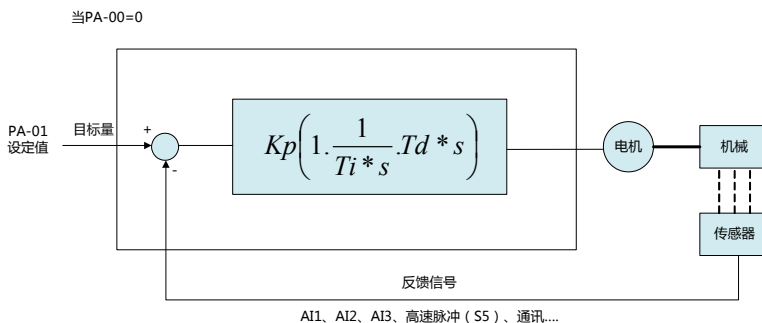 当PA-00=0
PA-01
设定值
目标量
+
-
Kp(1.1/Ti*s.Td*s)
电机
机械
传感器
反馈信号
AI1、AI2、AI3、高速脉冲（S5）、通讯....